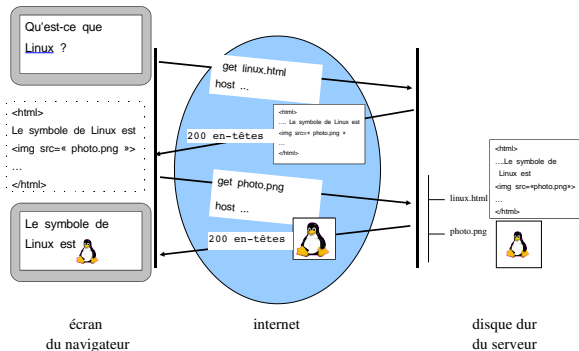 Qu'est-ce que
Linux ?
get linux.html
host ...
<html>
Le symbole de Linux est
<img src=« photo.png »>
...
</html>
200 en-têtes
<html>
.... Le symbole de Linux est
<img src=« photo.png »
...
</html>
get photo.png
host ...
<html>
....Le symbole de
Linux est
<img src=«photo.png»>
...
</html>
linux.html
photo.png
Le symbole de
Linux est
200 en-têtes
écran
du navigateur
internet
disque dur
du serveur